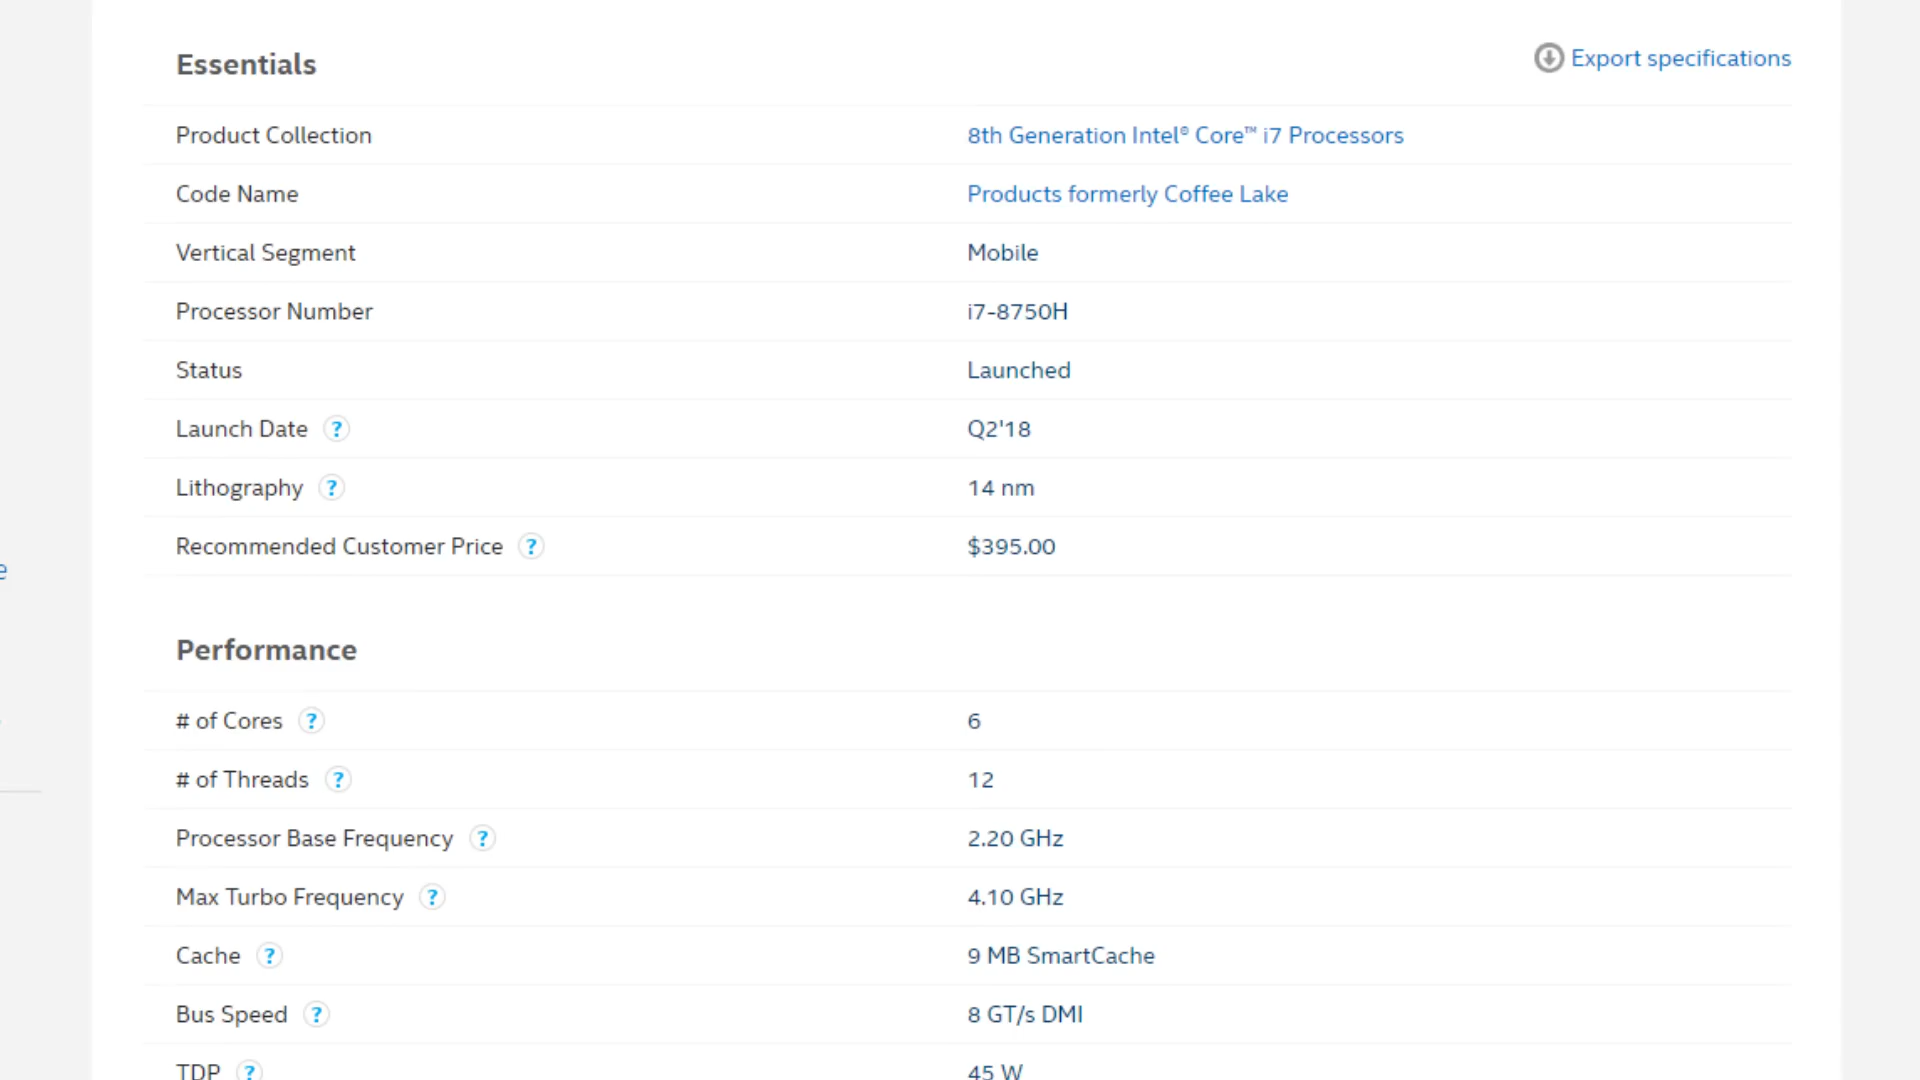 Essentials
Export specifications
Product Collection 8th Generation Intel® Core™ i7 Processors
Code Name Products formerly Coffee Lake
Vertical Segment Mobile
Processor Number i7-8750H
Status Launched
Launch Date ? Q2'18
Lithography ? 14 nm
Recommended Customer Price ? $395.00
Performance
# of Cores ? 6
# of Threads ? 12
Processor Base Frequency ? 2.20 GHz
Max Turbo Frequency ? 4.10 GHz
Cache ? 9 MB SmartCache
Bus Speed ? 8 GT/s DMI
TDP ? 45 W